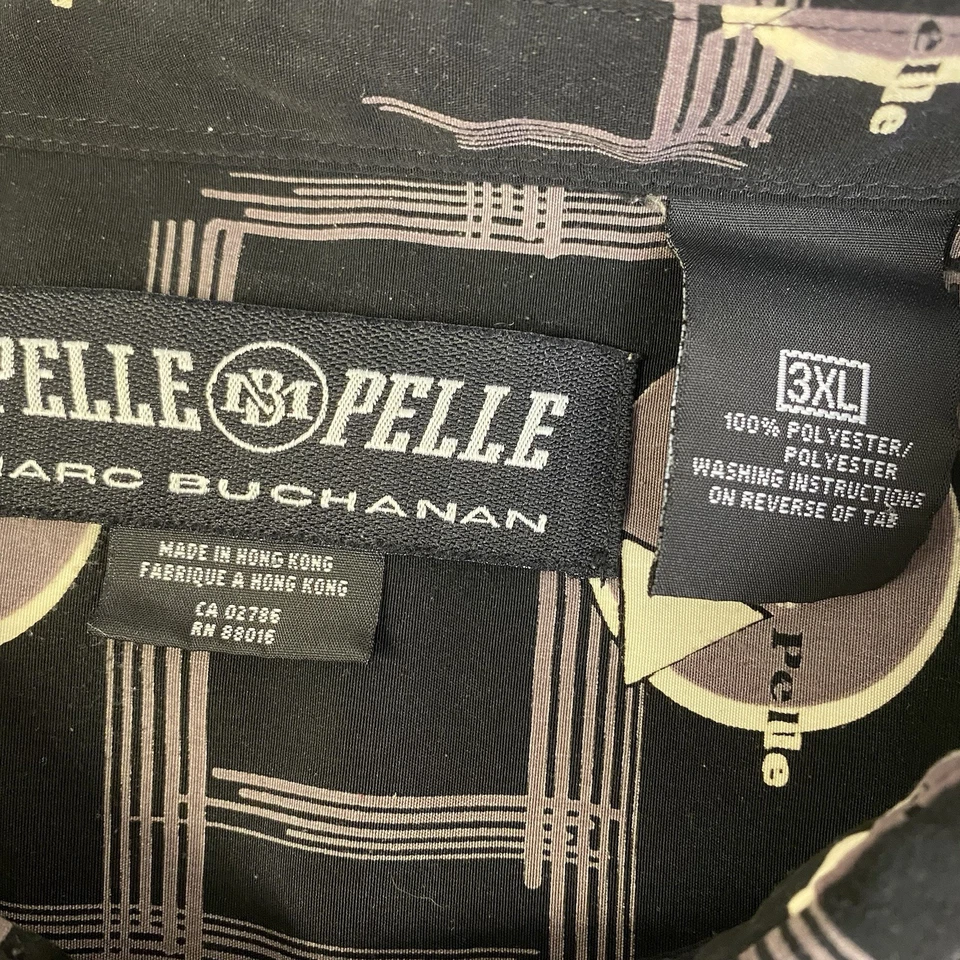 elle
PELLE MB PELLE
MARC BUCHANAN
3XL
100% POLYESTER/
POLYESTER
WASHING INSTRUCTIONS
ON REVERSE OF TAB
MADE IN HONG KONG
FABRIQUE A HONG KONG
CA 02786
RN 88016
Pelle